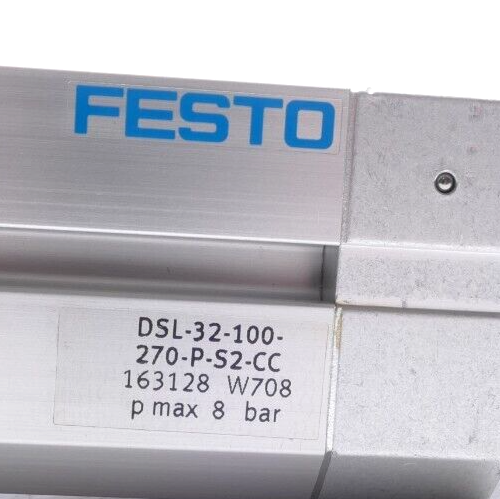 FESTO
DSL-32-100-
270-P-S2-CC
163128 W708
p max 8 bar